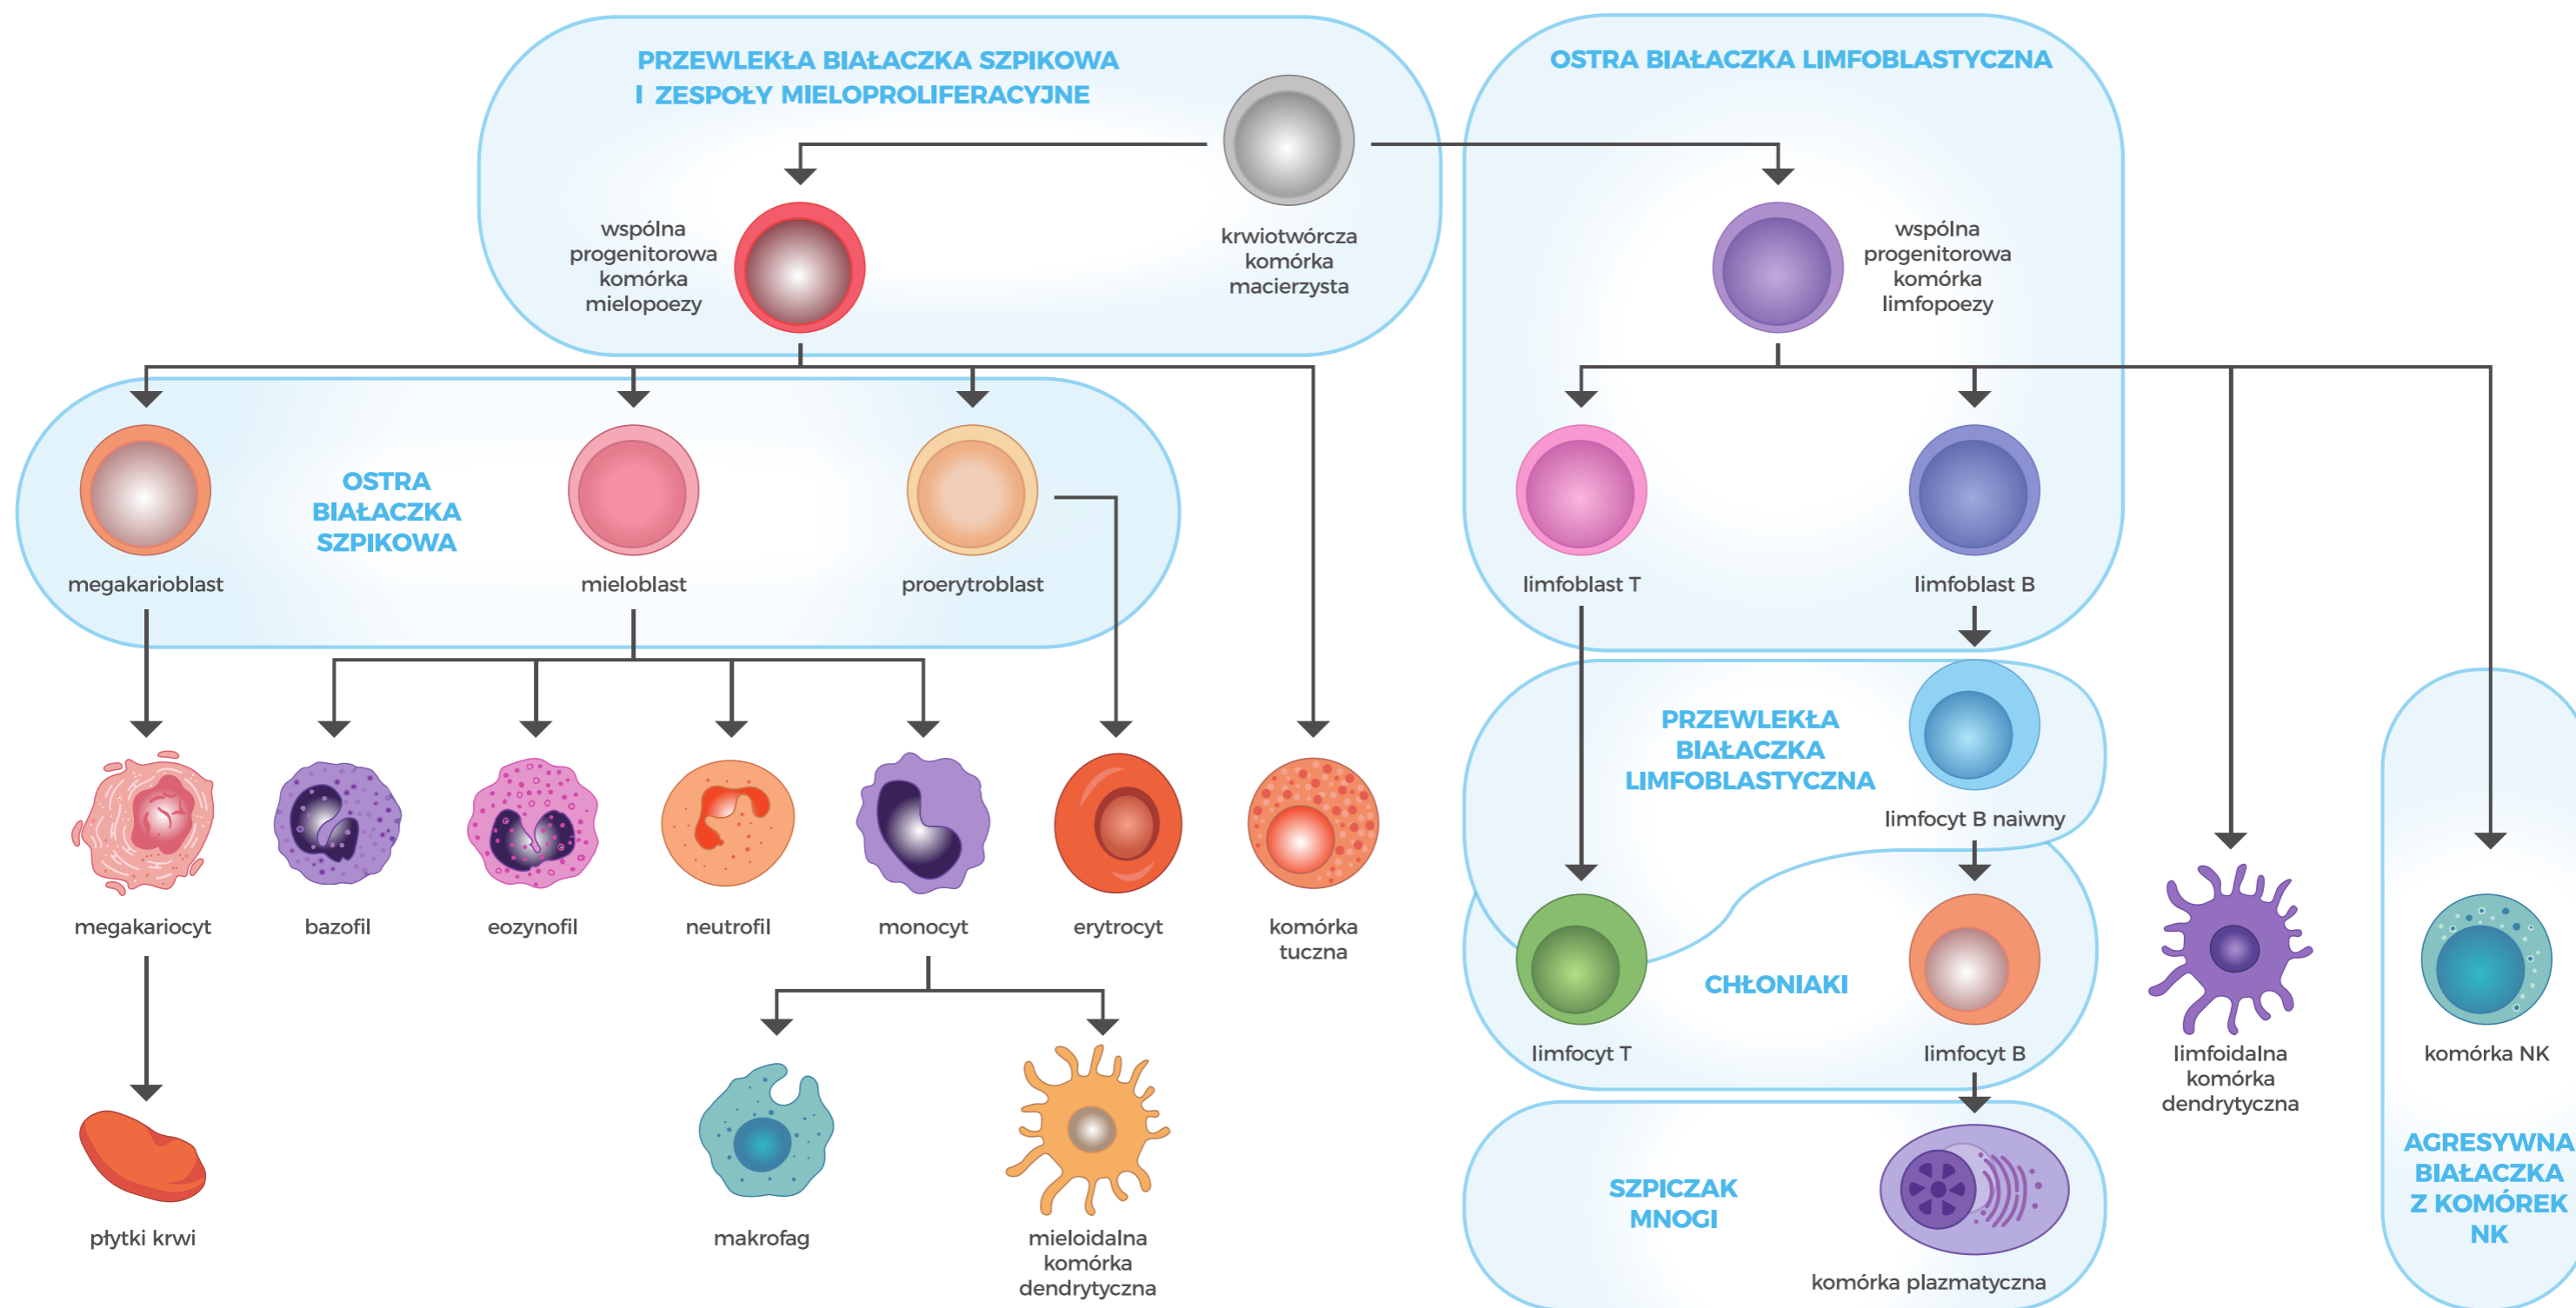 PRZEWLEKŁA BIAŁACZKA SZPIKOWA
I ZESPOŁY MIELOPROLIFERACYJNE
OSTRA BIAŁACZKA LIMFOBLASTYCZNA
wspólna
progenitorowa
komórka
mielopoezy
krwiotwórcza
komórka
macierzysta
wspólna
progenitorowa
komórka
limfopoezy
OSTRA
BIAŁACZKA
SZPIKOWA
megakarioblast
mieloblast
proerytroblast
limfoblast T
limfoblast B
PRZEWLEKŁA
BIAŁACZKA
LIMFOBLASTYCZNA
limfocyt B naiwny
megakariocyt
bazofil
eozynofil
neutrofil
monocyt
erytrocyt
komórka
tuczna
CHŁONIAKI
limfocyt T
limfocyt B
limfoidalna
komórka
dendrytyczna
komórka NK
AGRESYWNA
BIAŁACZKA
Z KOMÓREK
NK
SZPICZAK
MNOGI
płytki krwi
makrofag
mieloidalna
komórka
dendrytyczna
komórka plazmatyczna